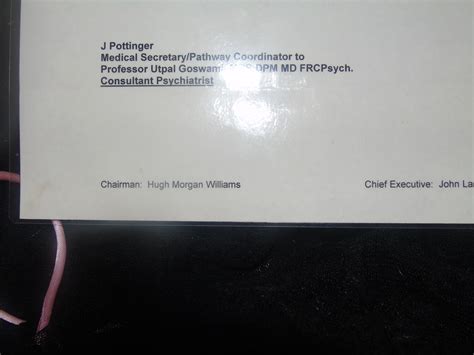 J Pottinger
Medical Secretary/Pathway Coordinator to
Professor Utpal Goswami DPM MD FRCPsych.
Consultant Psychiatrist
Chairman: Hugh Morgan Williams
Chief Executive: John